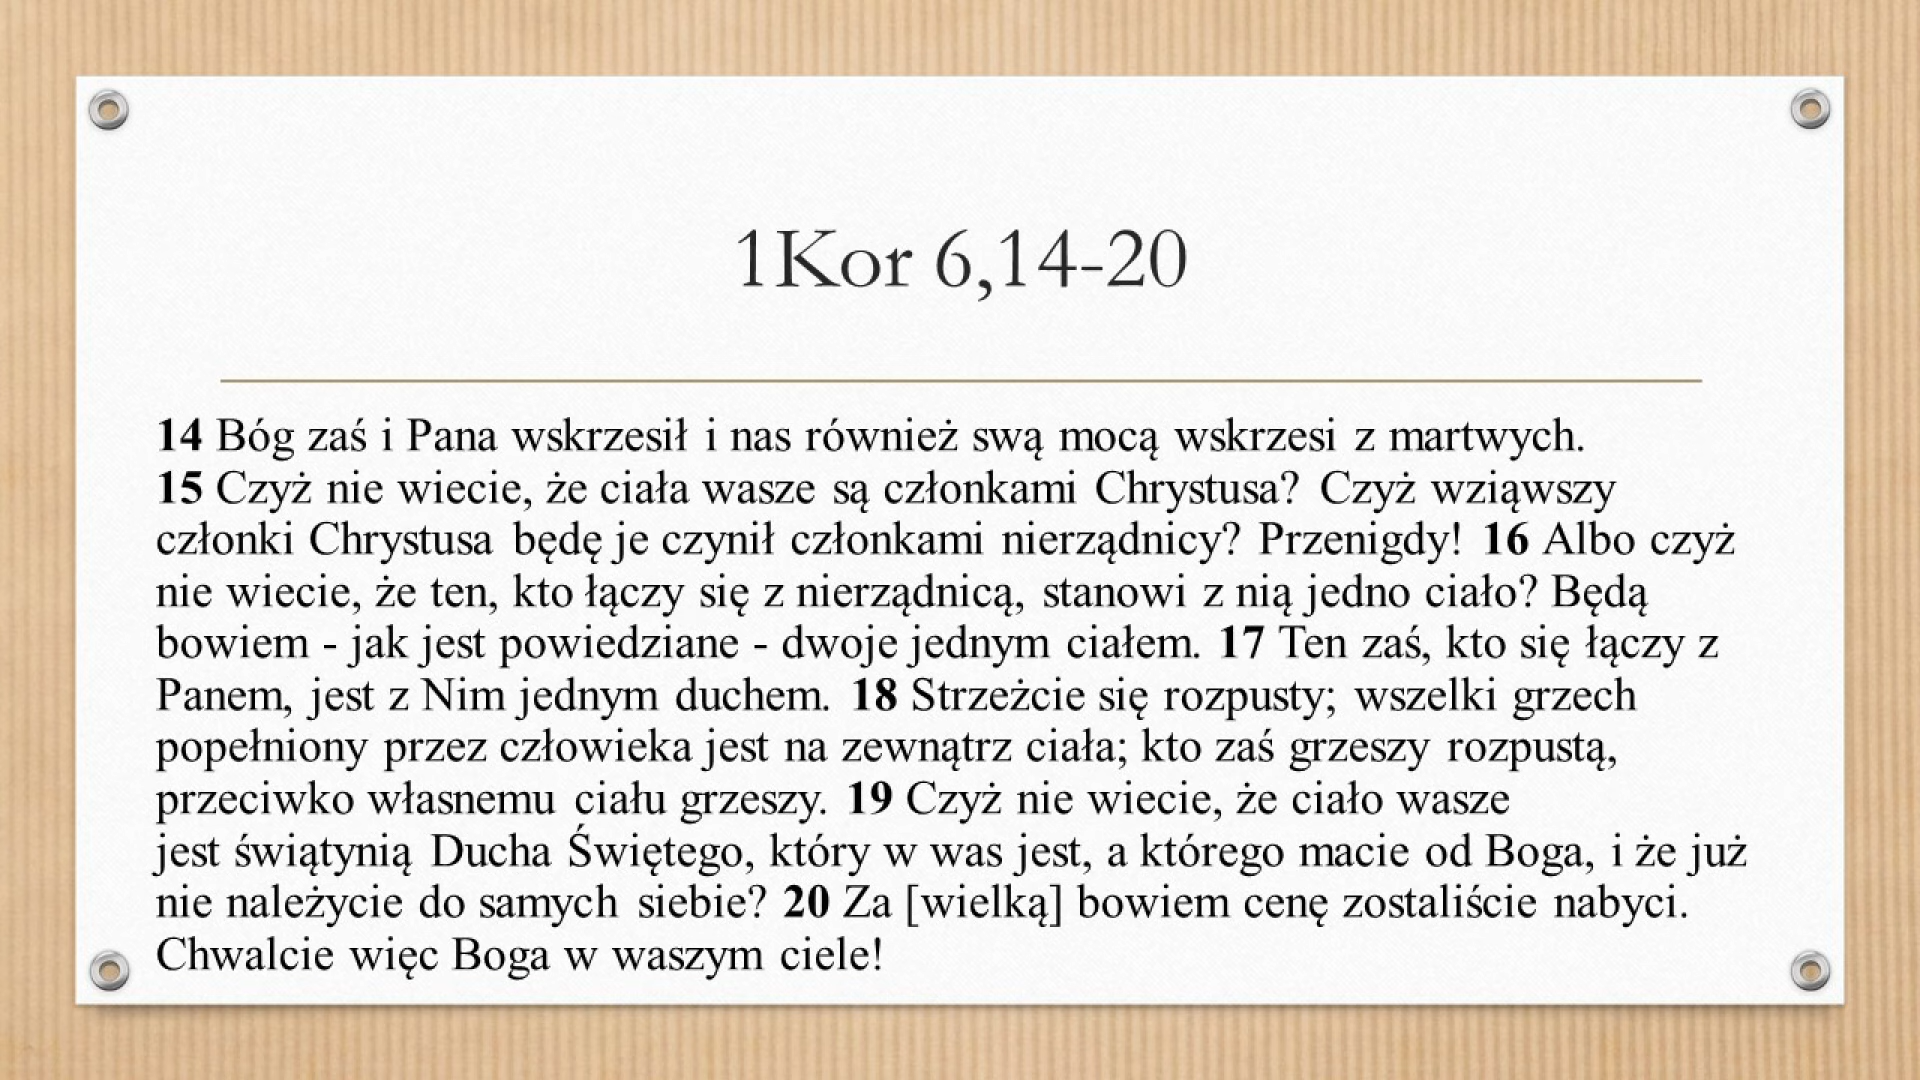 1Kor 6,14-20
14 Bóg zaś i Pana wskrzesił i nas również swą mocą wskrzesi z martwych.
15 Czyż nie wiecie, że ciała wasze są członkami Chrystusa? Czyż wziąwszy
członki Chrystusa będę je czynił członkami nierządnicy? Przenigdy! 16 Albo czyż
nie wiecie, że ten, kto łączy się z nierządnicą, stanowi z nią jedno ciało? Będą
bowiem - jak jest powiedziane - dwoje jednym ciałem. 17 Ten zaś, kto się łączy z
Panem, jest z Nim jednym duchem. 18 Strzeżcie się rozpusty; wszelki grzech
popełniony przez człowieka jest na zewnątrz ciała; kto zaś grzeszy rozpustą,
przeciwko własnemu ciału grzeszy. 19 Czyż nie wiecie, że ciało wasze
jest świątynią Ducha Świętego, który w was jest, a którego macie od Boga, i że już
nie należycie do samych siebie? 20 Za [wielką] bowiem cenę zostaliście nabyci.
Chwalcie więc Boga w waszym ciele!